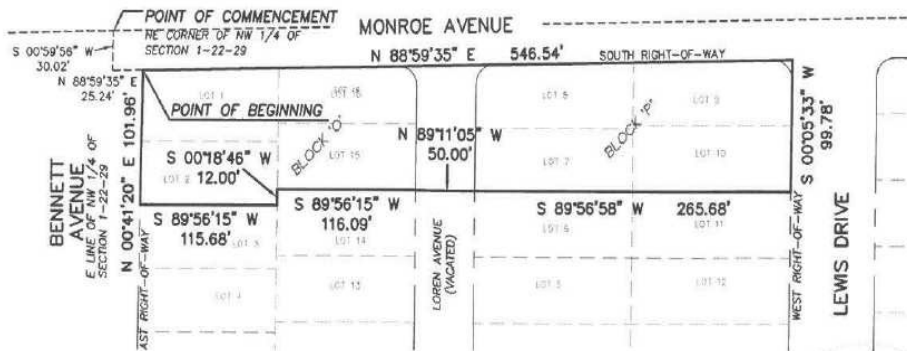 POINT OF COMMENCEMENT
NE CORNER OF NW 1/4 OF
SECTION 1-22-29
MONROE AVENUE
S 00°59'56" W
30.02'
N 88°59'35" E 546.54'
SOUTH RIGHT-OF-WAY
N 88°59'35" E
25.24'
POINT OF BEGINNING
LOT 1
LOT 16
LOT 8
LOT 9
BLOCK 'O'
BLOCK 'P'
N 89°11'05" W
50.00'
S 00°05'33" W
99.78'
N 00°41'20" E 101.96'
S 00°18'46" W
12.00'
LOT 2
LOT 15
LOT 7
LOT 10
BENNETT
AVENUE
E LINE OF NW 1/4 OF
SECTION 1-22-29
S 89°56'15" W
115.68'
LOT 3
S 89°56'15" W
116.09'
LOT 14
S 89°56'58" W 265.68'
LOT 6
LOT 11
LOT 4
LOT 13
LOREN AVENUE
(VACATED)
LOT 5
LOT 12
AST RIGHT-OF-WAY
WEST RIGHT-OF-WAY
LEWIS DRIVE